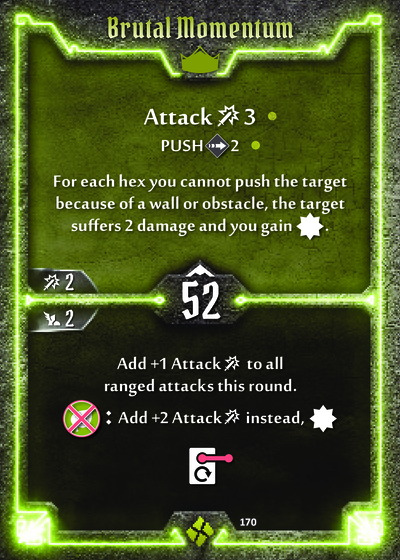 Brutal Momentum
Attack 3
PUSH 2
For each hex you cannot push the target
because of a wall or obstacle, the target
suffers 2 damage and you gain .
2
52
2
Add +1 Attack to all
ranged attacks this round.
: Add +2 Attack instead,
170